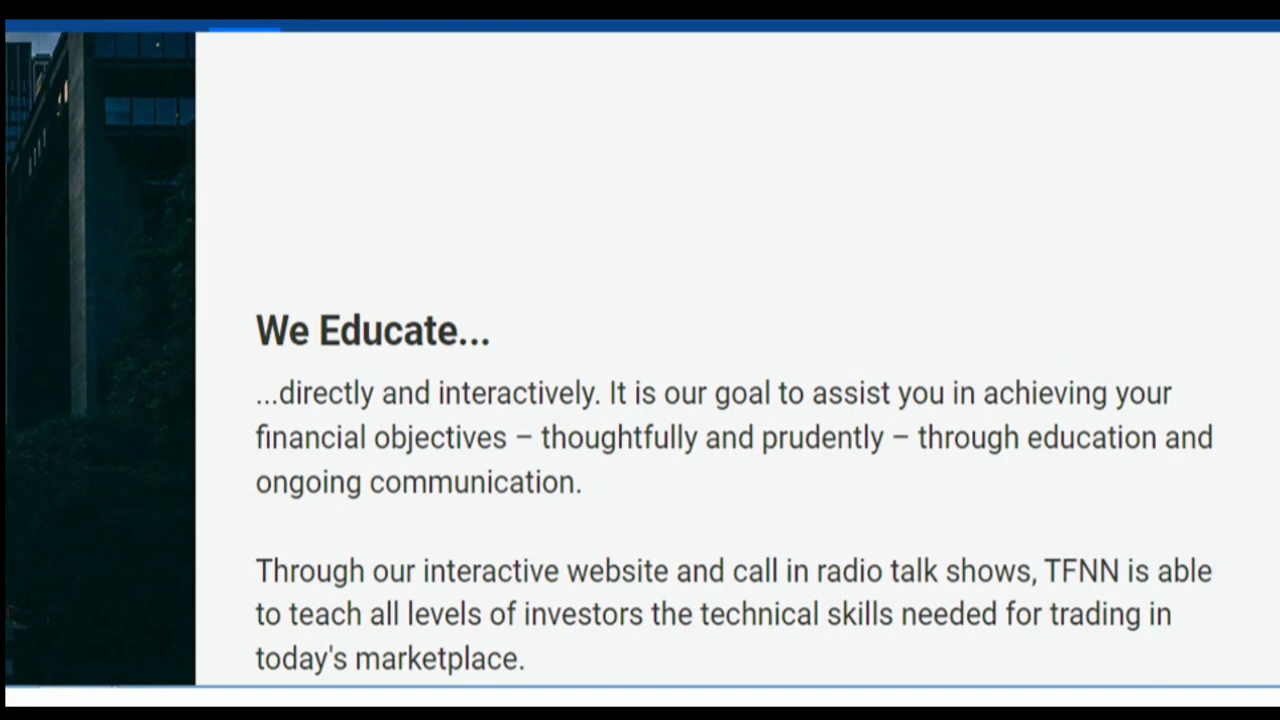 We Educate...
...directly and interactively. It is our goal to assist you in achieving your
financial objectives – thoughtfully and prudently – through education and
ongoing communication.
Through our interactive website and call in radio talk shows, TFNN is able
to teach all levels of investors the technical skills needed for trading in
today's marketplace.